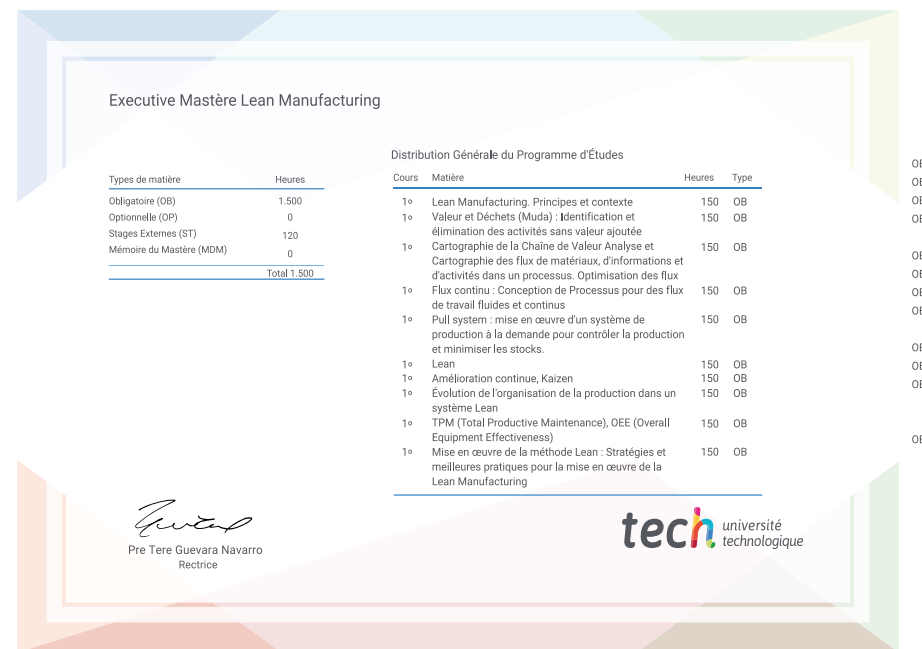 Executive Mastère Lean Manufacturing
Types de matière Heures
Obligatoire (OB) 1.500
Optionnelle (OP) 0
Stages Externes (ST) 120
Mémoire du Mastère (MDM) 0
Total 1.500
Distribution Générale du Programme d'Études
Cours Matière Heures Type
1º Lean Manufacturing. Principes et contexte 150 OB
1º Valeur et Déchets (Muda) : Identification et 150 OB
élimination des activités sans valeur ajoutée
1º Cartographie de la Chaîne de Valeur Analyse et 150 OB
Cartographie des flux de matériaux, d'informations et
d'activités dans un processus. Optimisation des flux
1º Flux continu : Conception de Processus pour des flux 150 OB
de travail fluides et continus
1º Pull system : mise en œuvre d'un système de 150 OB
production à la demande pour contrôler la production
et minimiser les stocks.
1º Lean 150 OB
1º Amélioration continue, Kaizen 150 OB
1º Évolution de l'organisation de la production dans un 150 OB
système Lean
1º TPM (Total Productive Maintenance), OEE (Overall 150 OB
Equipment Effectiveness)
1º Mise en œuvre de la méthode Lean : Stratégies et 150 OB
meilleures pratiques pour la mise en œuvre de la
Lean Manufacturing
Pre Tere Guevara Navarro
Rectrice
tech université
technologique